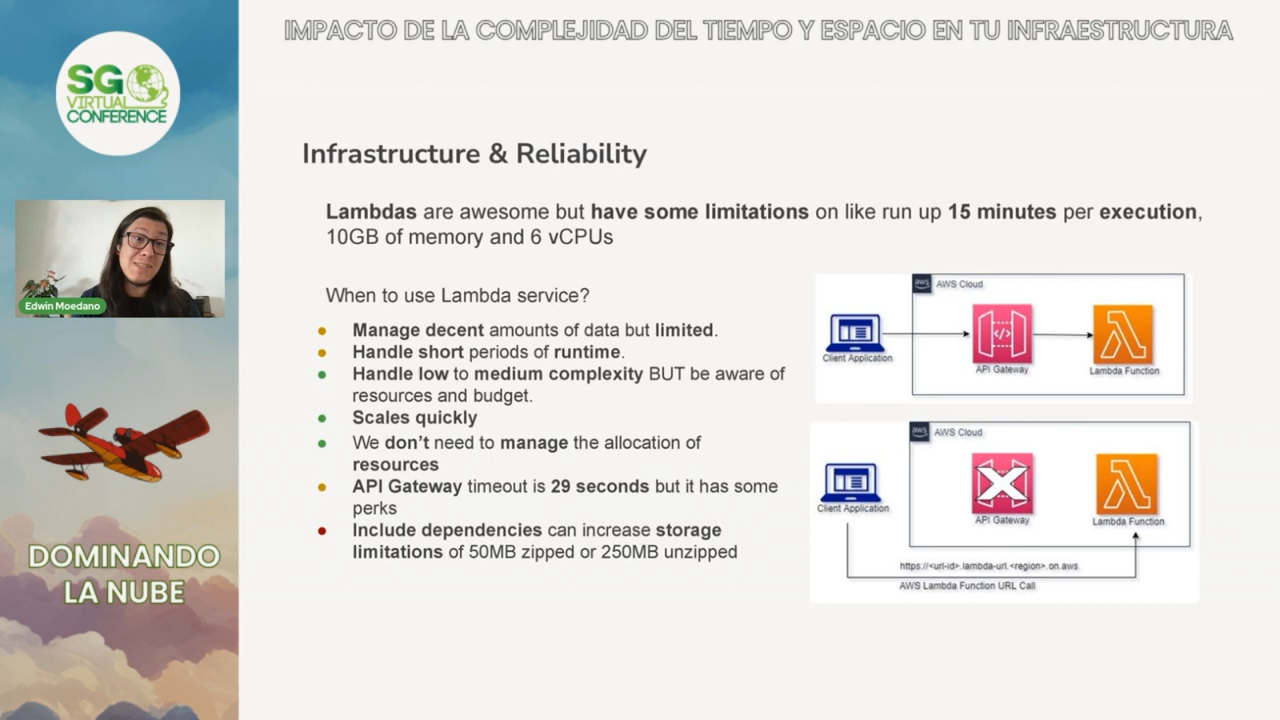 IMPACTO DE LA COMPLEJIDAD DEL TIEMPO Y ESPACIO EN TU INFRAESTRUCTURA
SG
VIRTUAL
CONFERENCE
Edwin Moedano
DOMINANDO
LA NUBE
Infrastructure & Reliability
Lambdas are awesome but have some limitations on like run up 15 minutes per execution,
10GB of memory and 6 vCPUs
When to use Lambda service?
Manage decent amounts of data but limited.
Handle short periods of runtime.
Handle low to medium complexity BUT be aware of
resources and budget.
Scales quickly
We don't need to manage the allocation of
resources
API Gateway timeout is 29 seconds but it has some
perks
Include dependencies can increase storage
limitations of 50MB zipped or 250MB unzipped
aws AWS Cloud
Client Application
</>
API Gateway
Lambda Function
aws AWS Cloud
Client Application
API Gateway
Lambda Function
https://<url-id>.lambda-url.<region>.on.aws
AWS Lambda Function URL Call